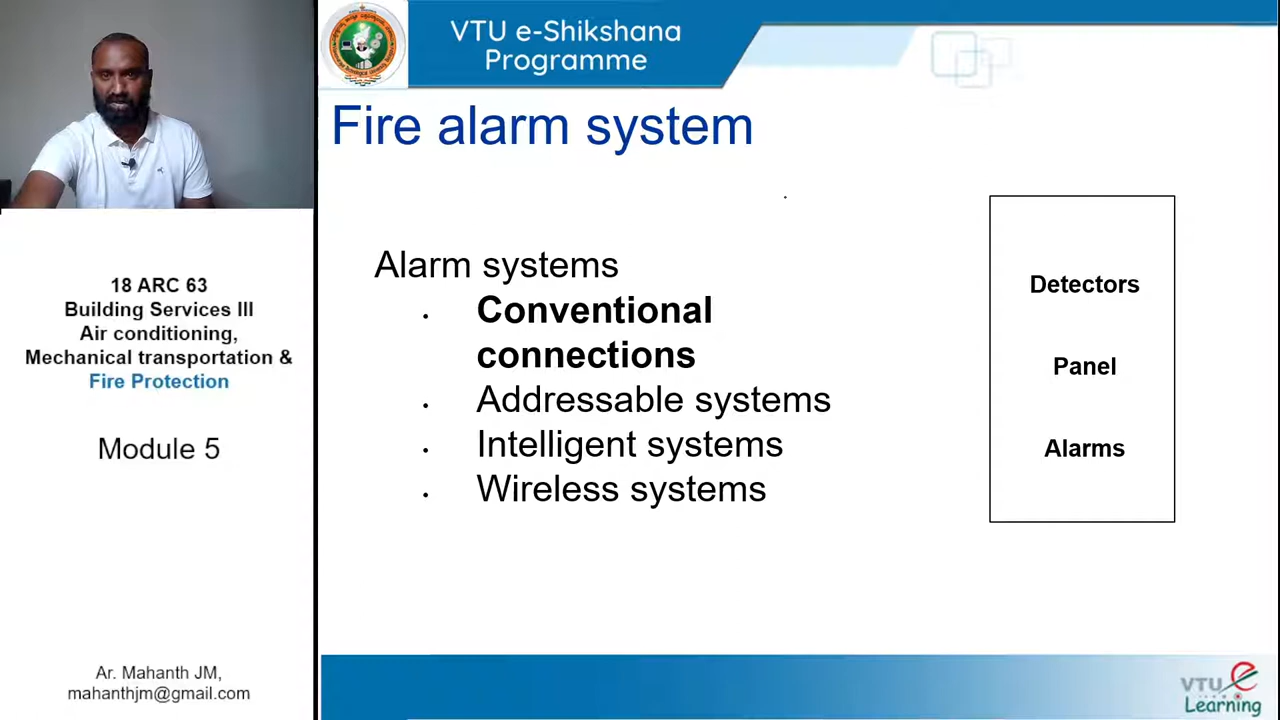 VTU e-Shikshana
Programme
Fire alarm system
Alarm systems
• Conventional
connections
• Addressable systems
• Intelligent systems
• Wireless systems
Detectors
Panel
Alarms
18 ARC 63
Building Services III
Air conditioning,
Mechanical transportation &
Fire Protection
Module 5
Ar. Mahanth JM,
mahanthjm@gmail.com
VTU e
Learning